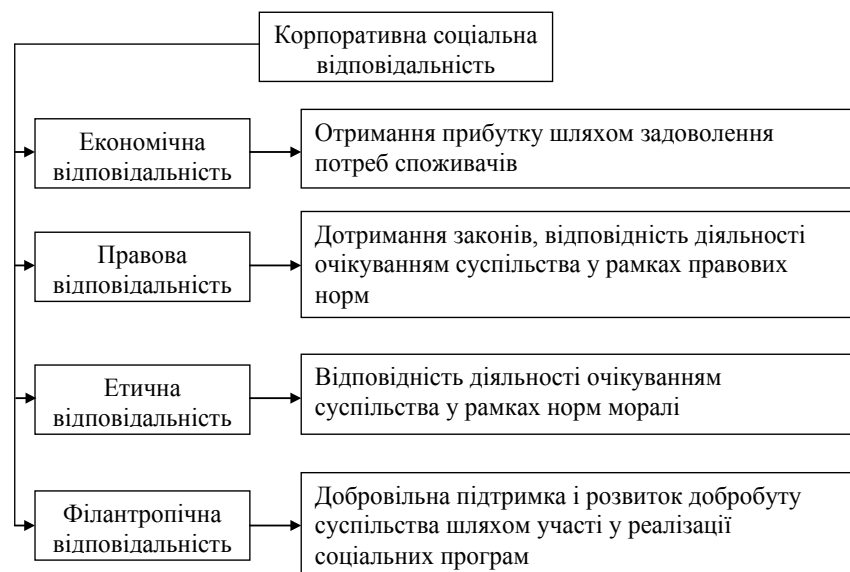 Корпоративна соціальна
відповідальність
Економічна
відповідальність
Отримання прибутку шляхом задоволення
потреб споживачів
Правова
відповідальність
Дотримання законів, відповідність діяльності
очікуванням суспільства у рамках правових
норм
Етична
відповідальність
Відповідність діяльності очікуванням
суспільства у рамках норм моралі
Філантропічна
відповідальність
Добровільна підтримка і розвиток добробуту
суспільства шляхом участі у реалізації
соціальних програм